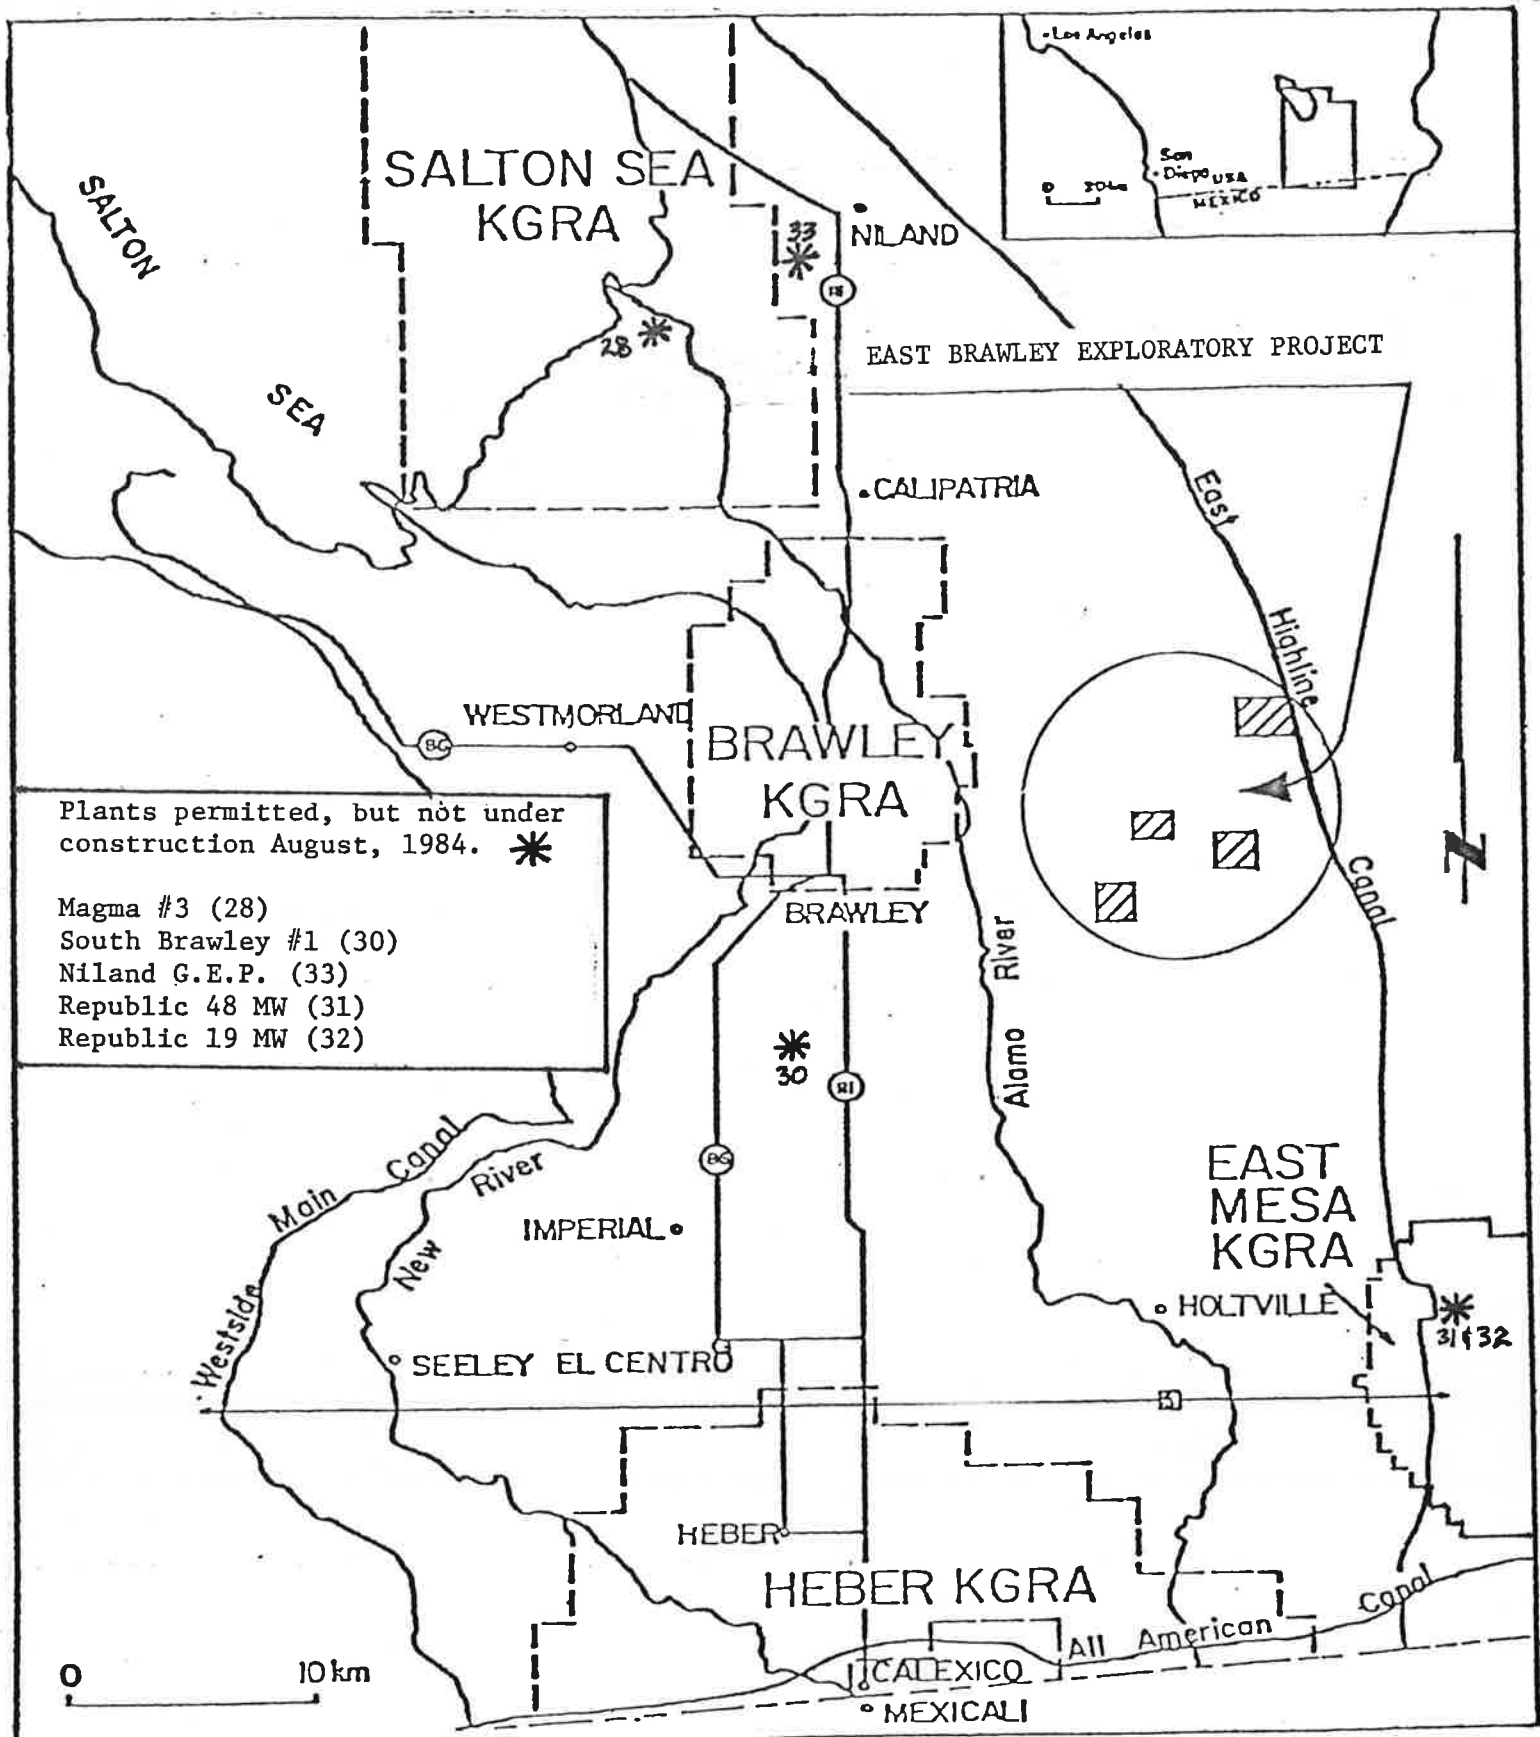 Los Angeles
San
Diego USA
MEXICO
0
SALTON SEA
KGRA
SALTON
SEA
33
NILAND
28
EAST BRAWLEY EXPLORATORY PROJECT
CALIPATRIA
East
Highline
Canal
WESTMORLAND
86
BRAWLEY
KGRA
Plants permitted, but not under
construction August, 1984.
Magma #3 (28)
South Brawley #1 (30)
Niland G.E.P. (33)
Republic 48 MW (31)
Republic 19 MW (32)
N
BRAWLEY
Alamo River
30
86
Westside Main Canal
New River
IMPERIAL
EAST
MESA
KGRA
HOLTVILLE
31 & 32
SEELEY
EL CENTRO
HEBER
HEBER KGRA
All American Canal
0 10 km
CALEXICO
MEXICALI